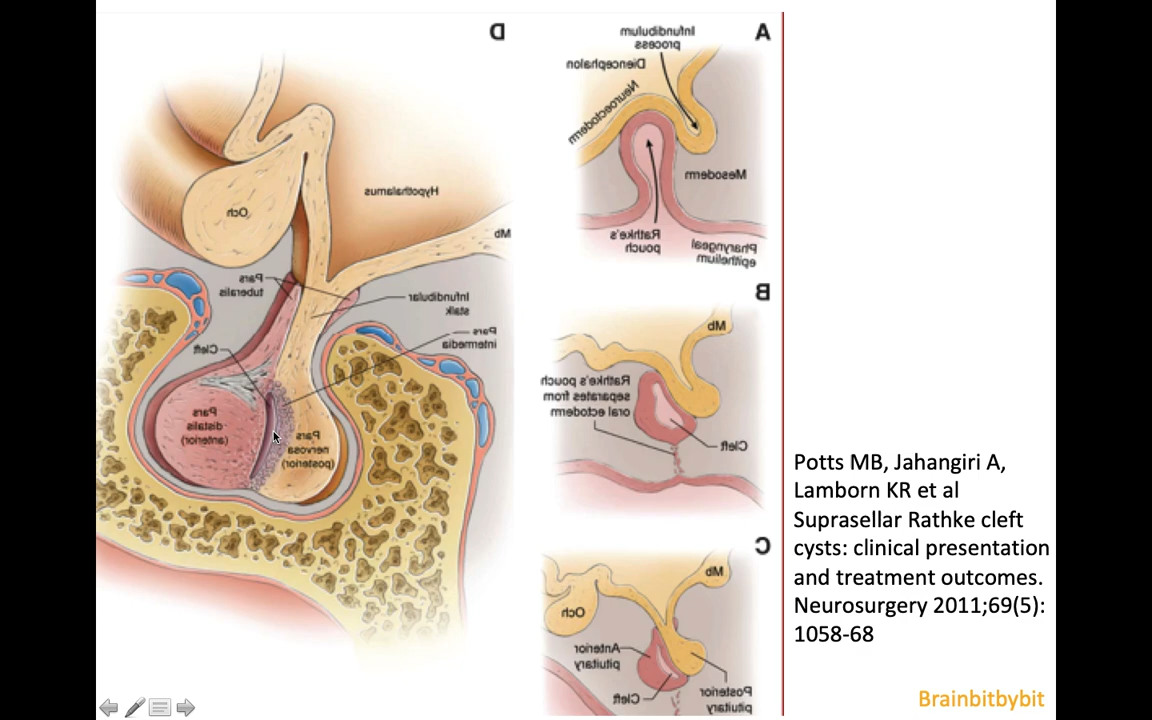 D
Och
Hypothalamus
Mb
Pars
tuberalis
Infundibular
stalk
Pars
intermedia
Cleft
Pars
distalis
(anterior)
Pars
nervosa
(posterior)
A
Infundibulum
process
Diencephalon
Neuroectoderm
Mesoderm
Rathke's
pouch
Pharyngeal
epithelium
B
Mb
Rathke's pouch
separates from
oral ectoderm
Cleft
C
Mb
Och
Anterior
pituitary
Cleft
Posterior
pituitary
Potts MB, Jahangiri A,
Lamborn KR et al
Suprasellar Rathke cleft
cysts: clinical presentation
and treatment outcomes.
Neurosurgery 2011;69(5):
1058-68
Brainbitbybit